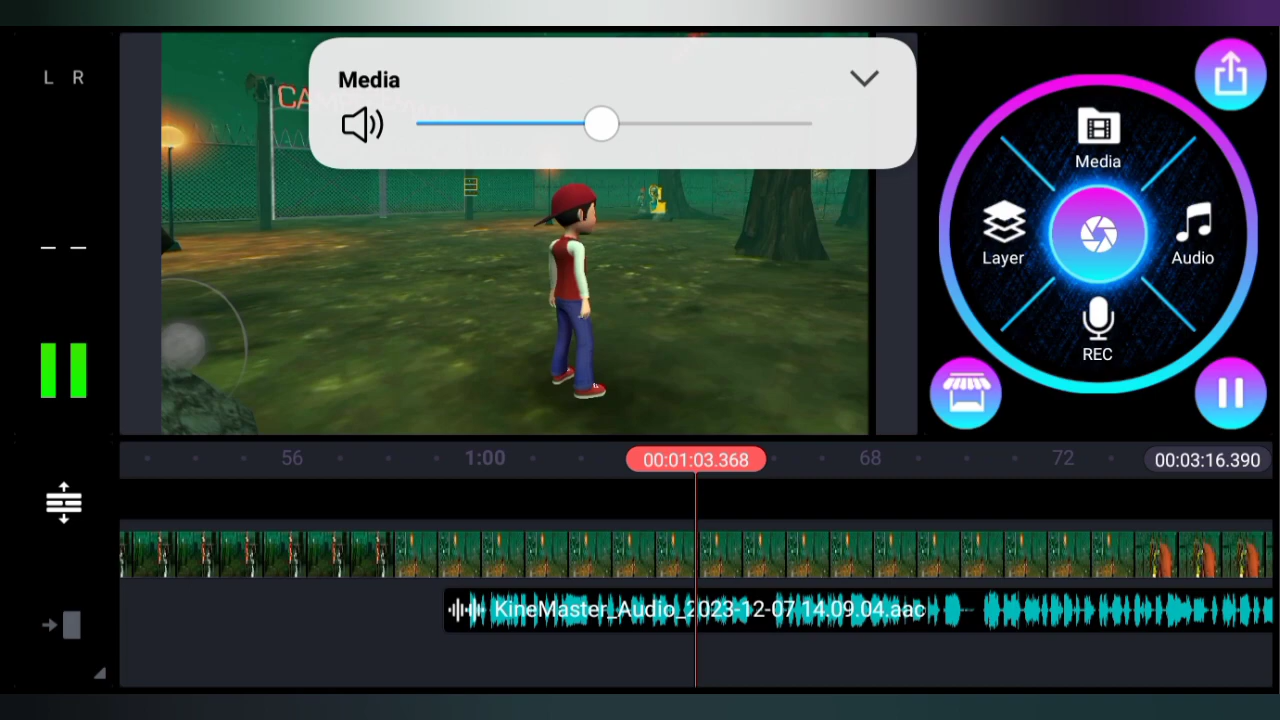 L R
Media
CA
Media
Layer
Audio
REC
56
1:00
00:01:03.368
68
72
00:03:16.390
KineMaster_Audio_2023-12-07 14.09.04.aac